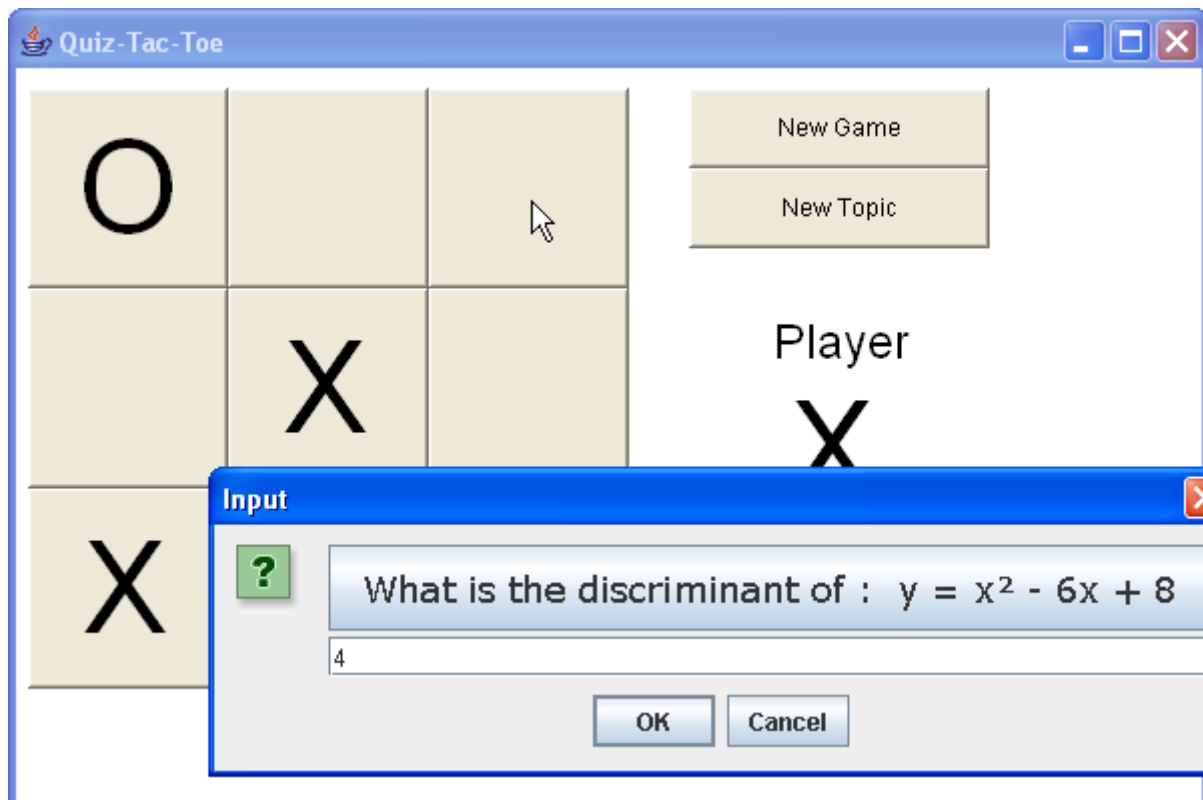 Quiz-Tac-Toe
O
New Game
New Topic
X
Player
X
X
Input
?
What is the discriminant of : y = x² - 6x + 8
4
OK
Cancel